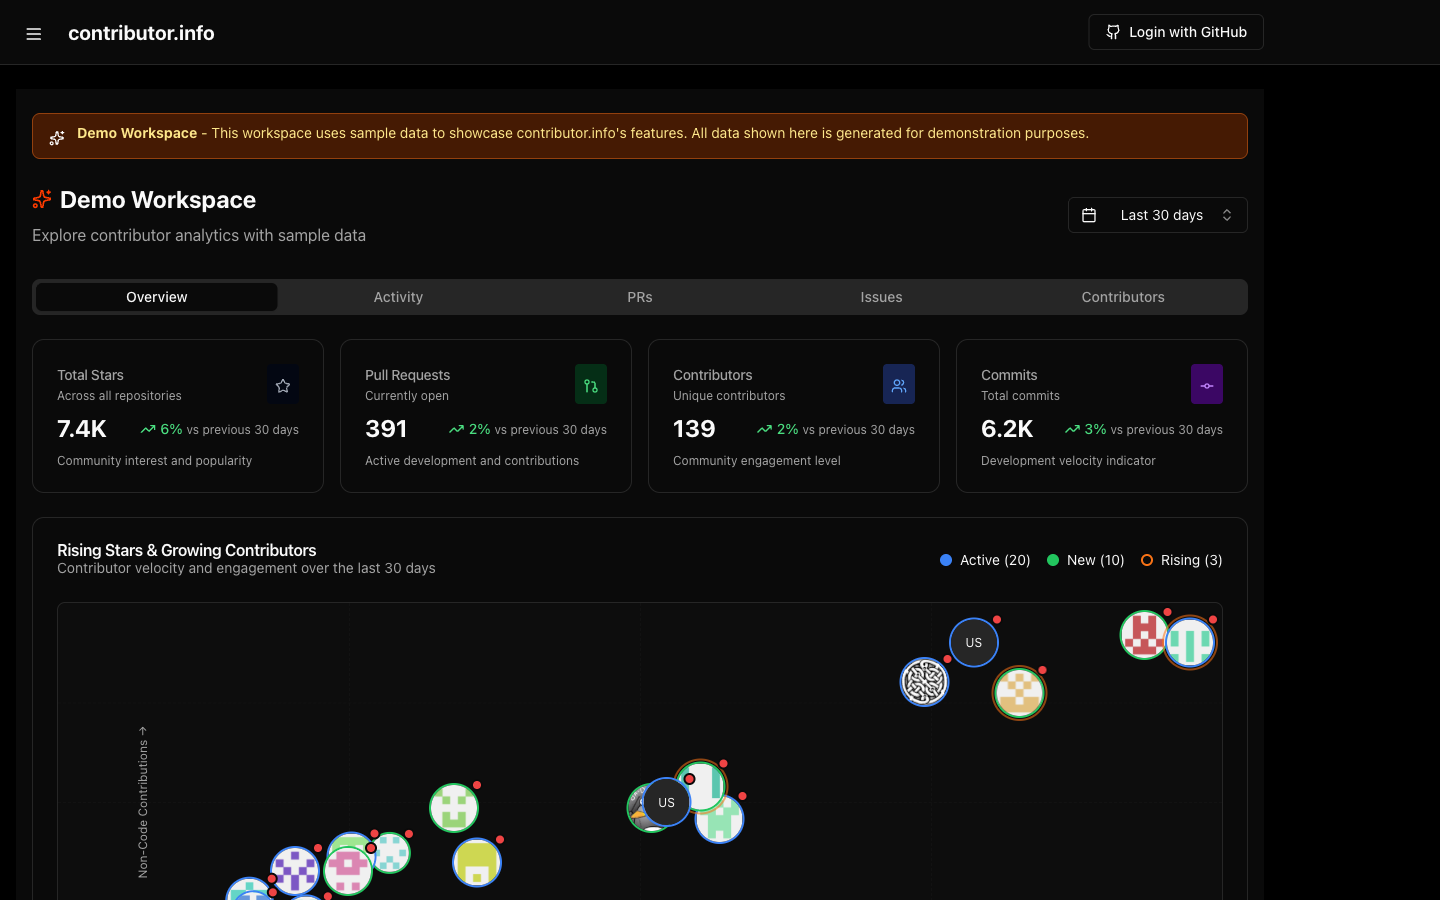 contributor.info
Login with GitHub
Demo Workspace - This workspace uses sample data to showcase contributor.info's features. All data shown here is generated for demonstration purposes.
Demo Workspace
Explore contributor analytics with sample data
Last 30 days
Overview
Activity
PRs
Issues
Contributors
Total Stars
Across all repositories
7.4K
6% vs previous 30 days
Community interest and popularity
Pull Requests
Currently open
391
2% vs previous 30 days
Active development and contributions
Contributors
Unique contributors
139
2% vs previous 30 days
Community engagement level
Commits
Total commits
6.2K
3% vs previous 30 days
Development velocity indicator
Rising Stars & Growing Contributors
Contributor velocity and engagement over the last 30 days
Active (20)
New (10)
Rising (3)
US
US
Non-Code Contributions →